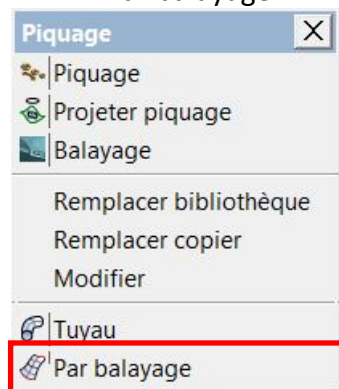 Piquage
Piquage
Projeter piquage
Balayage
Remplacer bibliothèque
Remplacer copier
Modifier
Tuyau
Par balayage